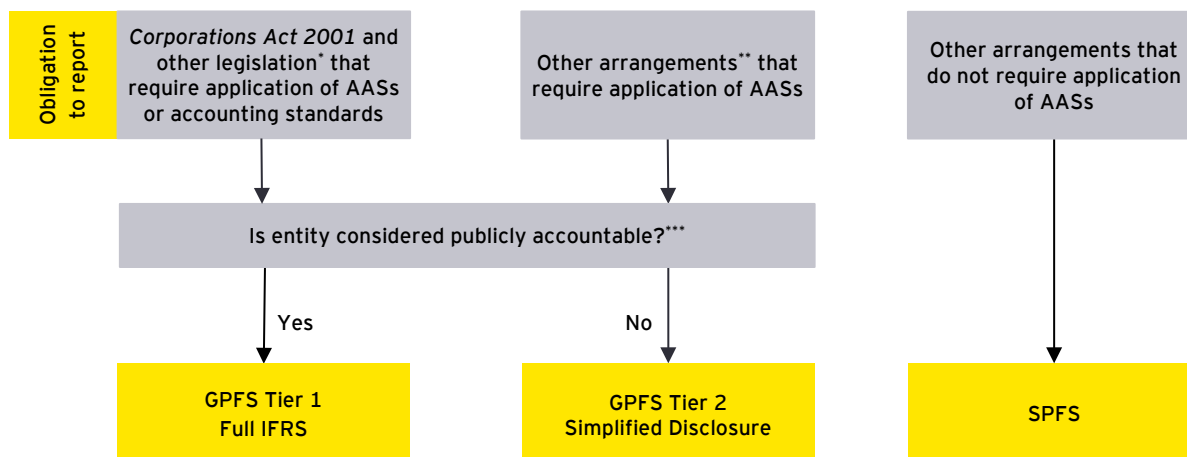 Obligation
to report
Corporations Act 2001 and
other legislation* that
require application of AASs
or accounting standards
Other arrangements** that
require application of AASs
Other arrangements that
do not require application
of AASs
Is entity considered publicly accountable?***
Yes
No
GPFS Tier 1
Full IFRS
GPFS Tier 2
Simplified Disclosure
SPFS